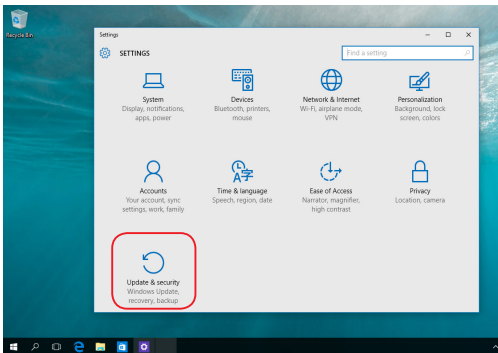 Recycle Bin
Settings
SETTINGS
Find a setting
System
Display, notifications,
apps, power
Devices
Bluetooth, printers,
mouse
Network & Internet
Wi-Fi, airplane mode,
VPN
Personalization
Background, lock
screen, colors
Accounts
Your account, sync
settings, work, family
Time & language
Speech, region, date
Ease of Access
Narrator, magnifier,
high contrast
Privacy
Location, camera
Update & security
Windows Update,
recovery, backup